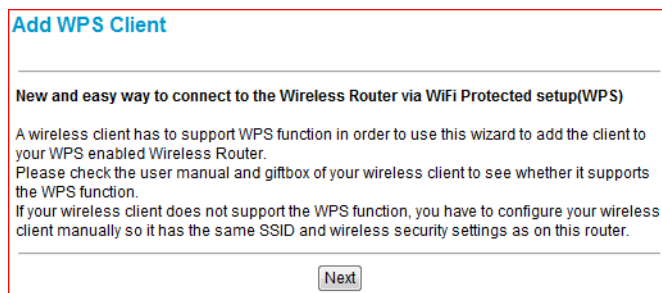 Add WPS Client
New and easy way to connect to the Wireless Router via WiFi Protected setup(WPS)
A wireless client has to support WPS function in order to use this wizard to add the client to
your WPS enabled Wireless Router.
Please check the user manual and giftbox of your wireless client to see whether it supports
the WPS function.
If your wireless client does not support the WPS function, you have to configure your wireless
client manually so it has the same SSID and wireless security settings as on this router.
Next